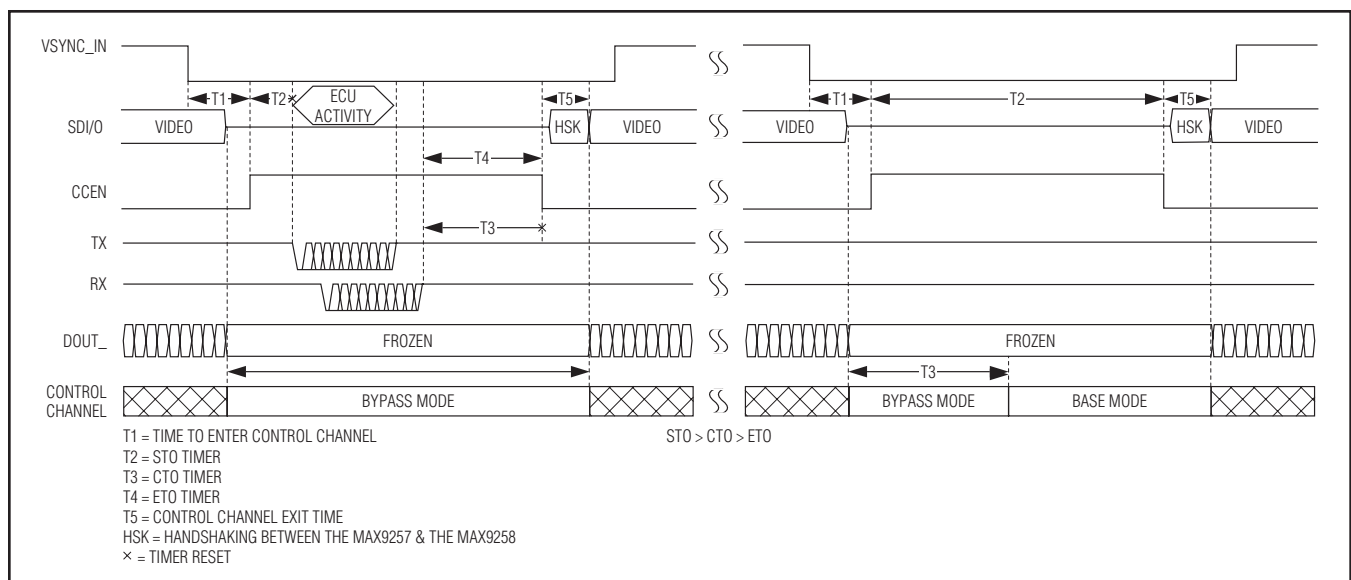 VSYNC_IN
T1 T2 ECU ACTIVITY T5 T1 T2 T5
SDI/O VIDEO HSK VIDEO VIDEO HSK VIDEO
T4
CCEN
T3
TX
RX
DOUT_ FROZEN FROZEN
T3
CONTROL CHANNEL BYPASS MODE BYPASS MODE BASE MODE
T1 = TIME TO ENTER CONTROL CHANNEL STO > CTO > ETO
T2 = STO TIMER
T3 = CTO TIMER
T4 = ETO TIMER
T5 = CONTROL CHANNEL EXIT TIME
HSK = HANDSHAKING BETWEEN THE MAX9257 & THE MAX9258
× = TIMER RESET